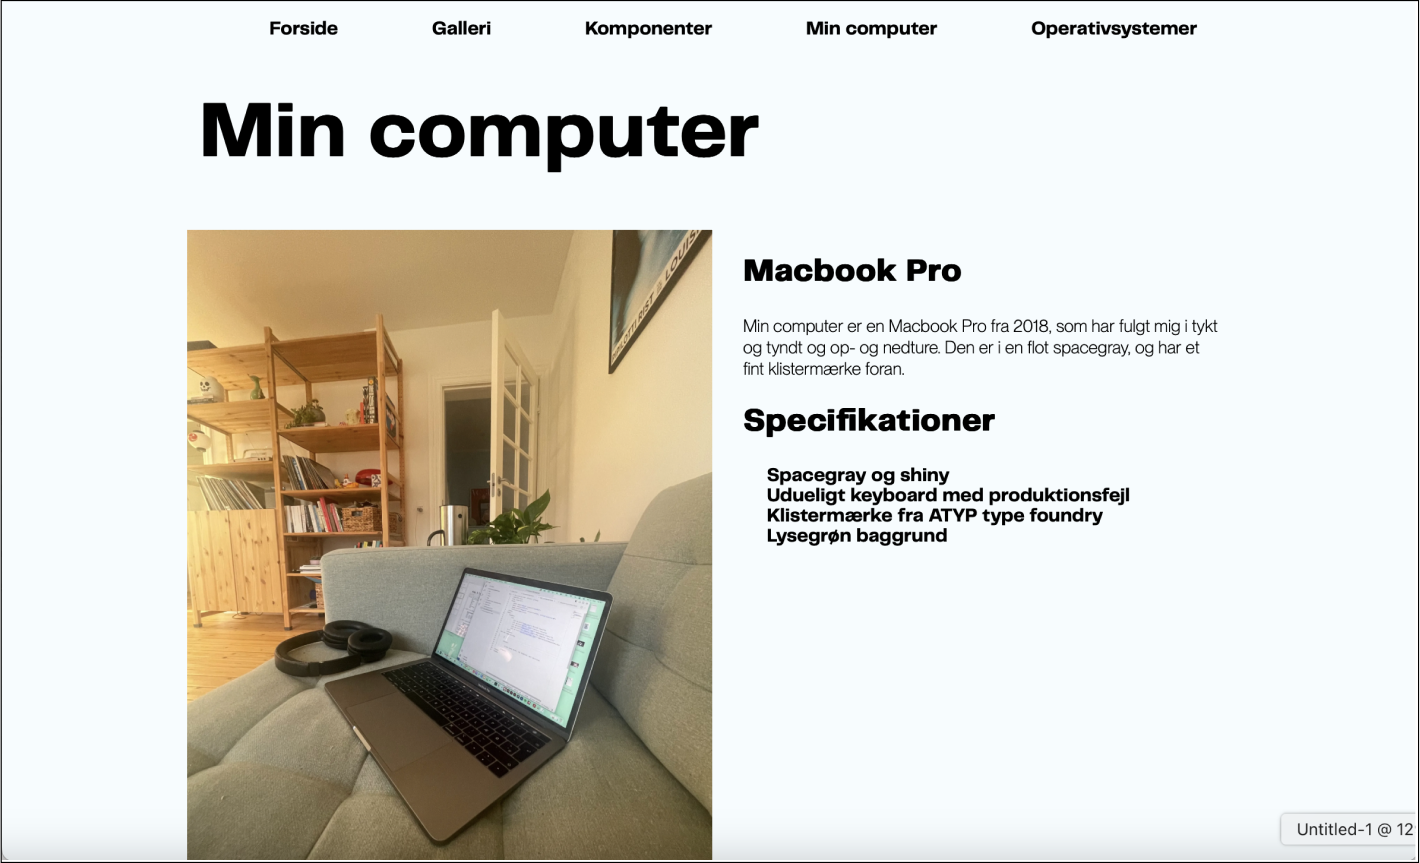 Forside Galleri Komponenter Min computer Operativsystemer
Min computer
Macbook Pro
Min computer er en Macbook Pro fra 2018, som har fulgt mig i tykt
og tyndt og op- og nedture. Den er i en flot spacegray, og har et
fint klistermærke foran.
Specifikationer
Spacegray og shiny
Udueligt keyboard med produktionsfejl
Klistermærke fra ATYP type foundry
Lysegrøn baggrund
Untitled-1 @ 12